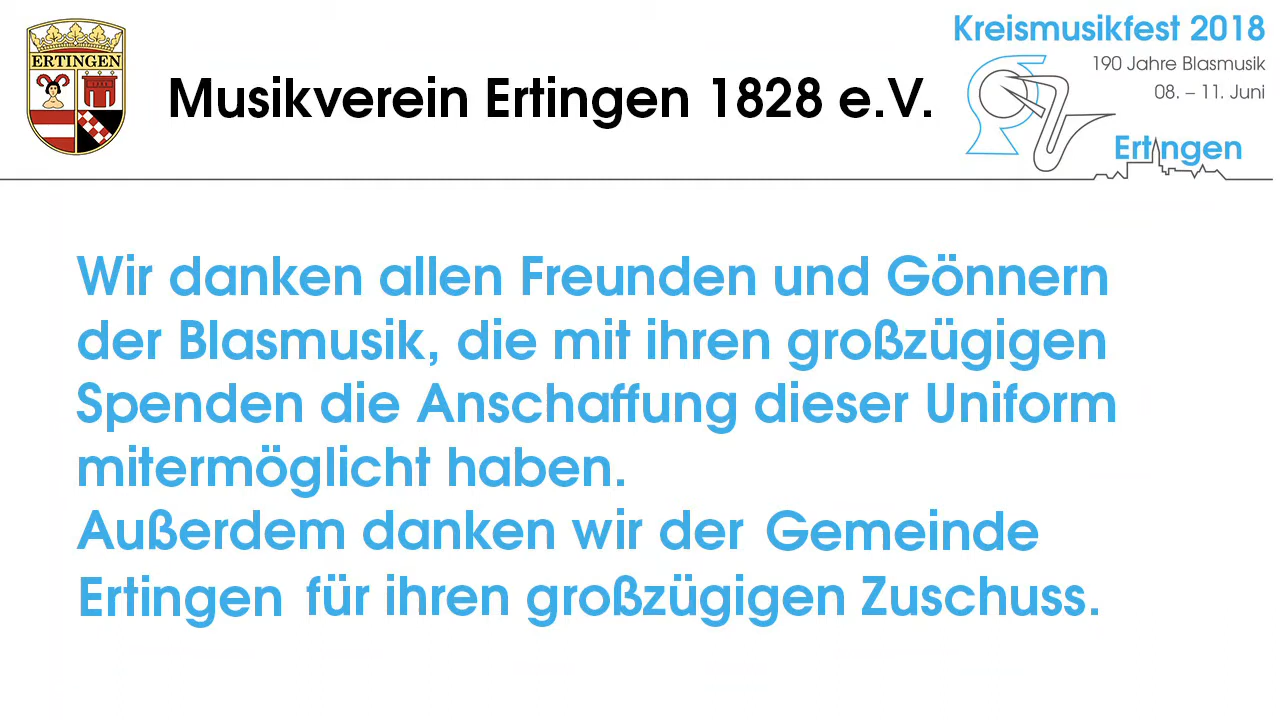 ERTINGEN
Musikverein Ertingen 1828 e.V.
Kreismusikfest 2018
190 Jahre Blasmusik
08. – 11. Juni
Ertingen
Wir danken allen Freunden und Gönnern
der Blasmusik, die mit ihren großzügigen
Spenden die Anschaffung dieser Uniform
mitermöglicht haben.
Außerdem danken wir der Gemeinde
Ertingen für ihren großzügigen Zuschuss.